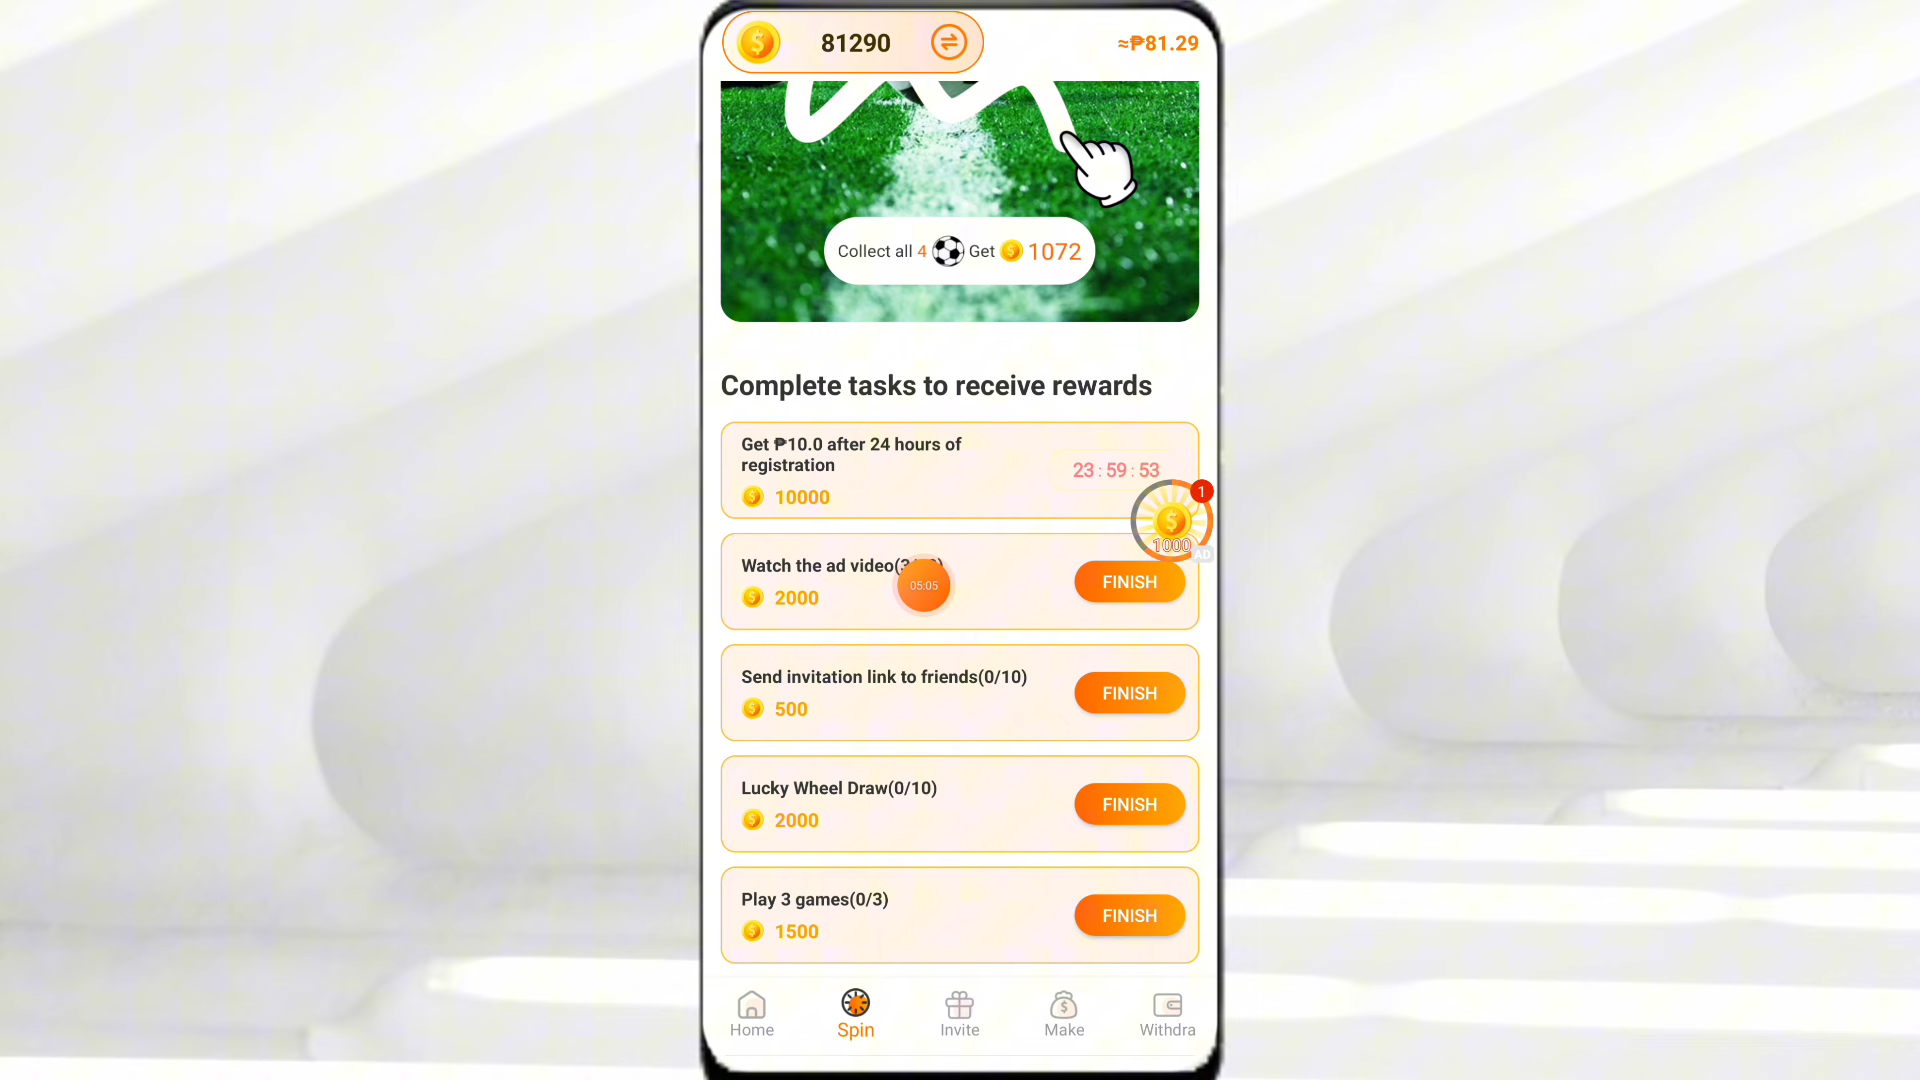 81290
≈₱81.29
Collect all 4 Get 1072
Complete tasks to receive rewards
Get ₱10.0 after 24 hours of
registration
10000
23:59:53
1
1000
AD
Watch the ad video(
2000
05:05
FINISH
Send invitation link to friends(0/10)
500
FINISH
Lucky Wheel Draw(0/10)
2000
FINISH
Play 3 games(0/3)
1500
FINISH
Home
Spin
Invite
Make
Withdra